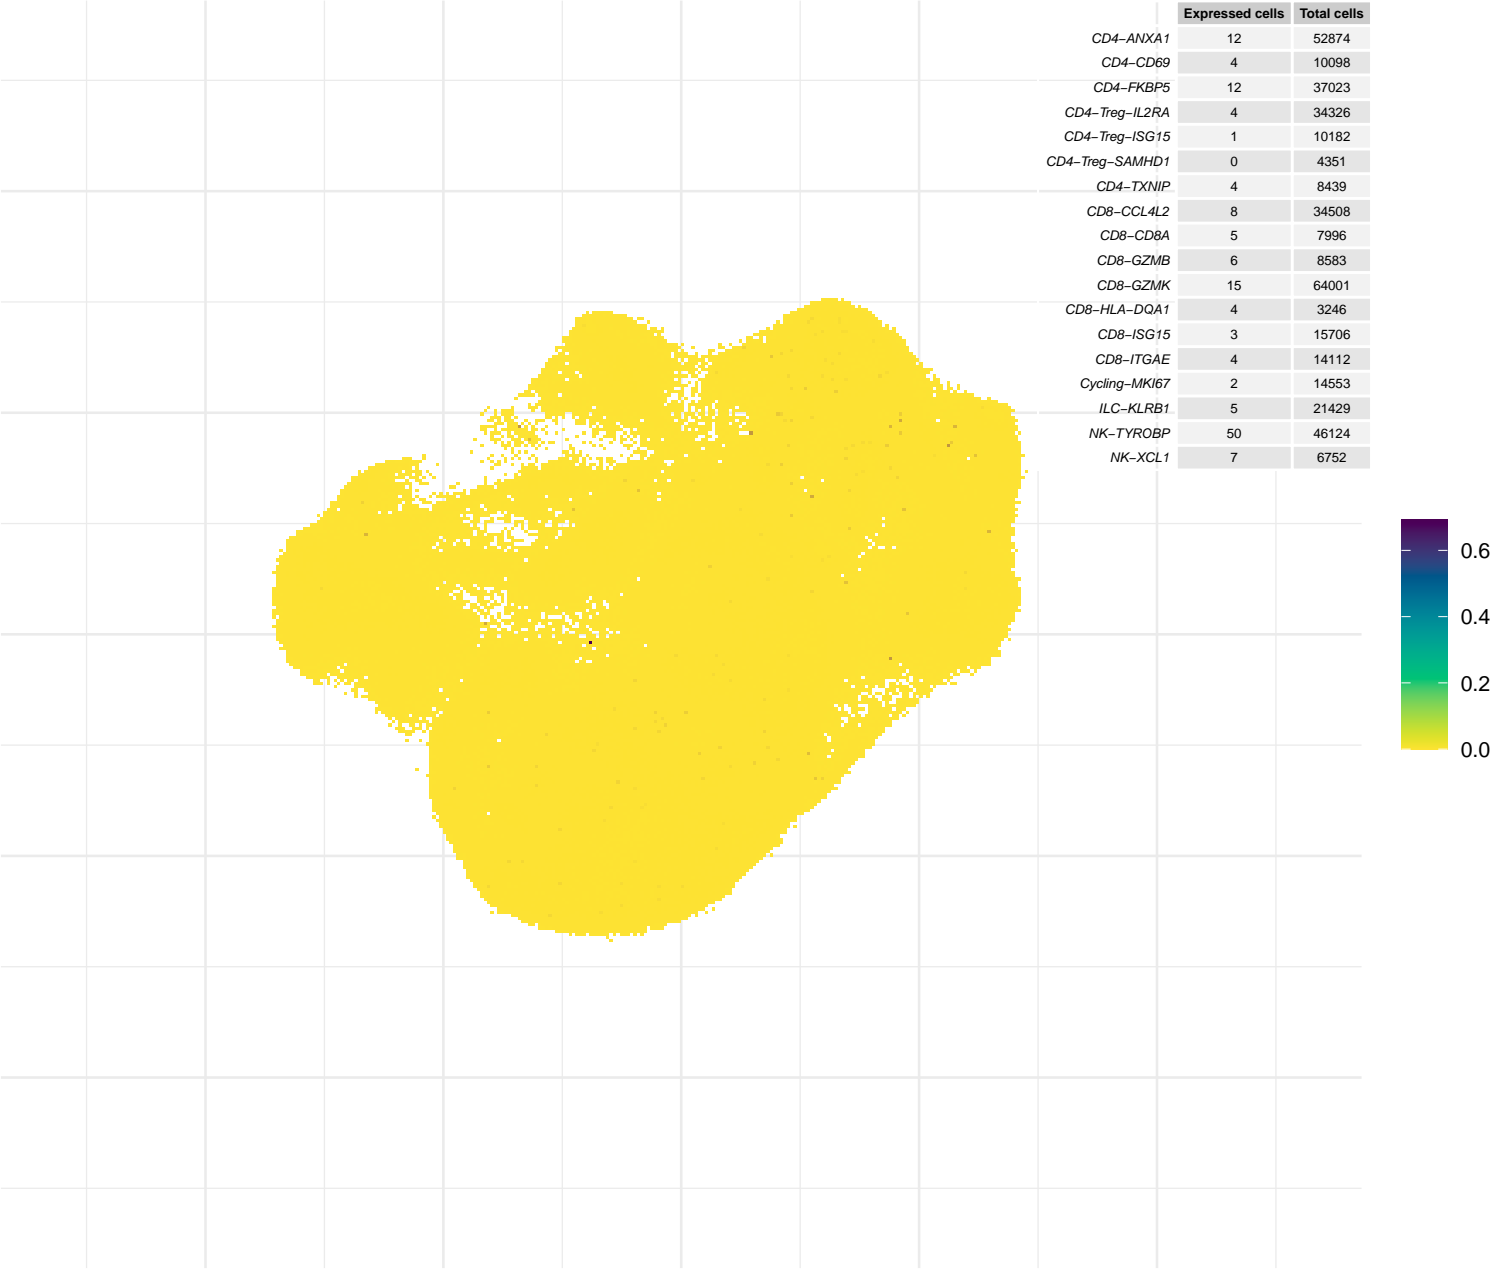 Expressed cells Total cells
CD4−ANXA1 12 52874
CD4−CD69 4 10098
CD4−FKBP5 12 37023
CD4−Treg−IL2RA 4 34326
CD4−Treg−ISG15 1 10182
CD4−Treg−SAMHD1 0 4351
CD4−TXNIP 4 8439
CD8−CCL4L2 8 34508
CD8−CD8A 5 7996
CD8−GZMB 6 8583
CD8−GZMK 15 64001
CD8−HLA−DQA1 4 3246
CD8−ISG15 3 15706
CD8−ITGAE 4 14112
Cycling−MKI67 2 14553
ILC−KLRB1 5 21429
NK−TYROBP 50 46124
NK−XCL1 7 6752
0.6
0.4
0.2
0.0